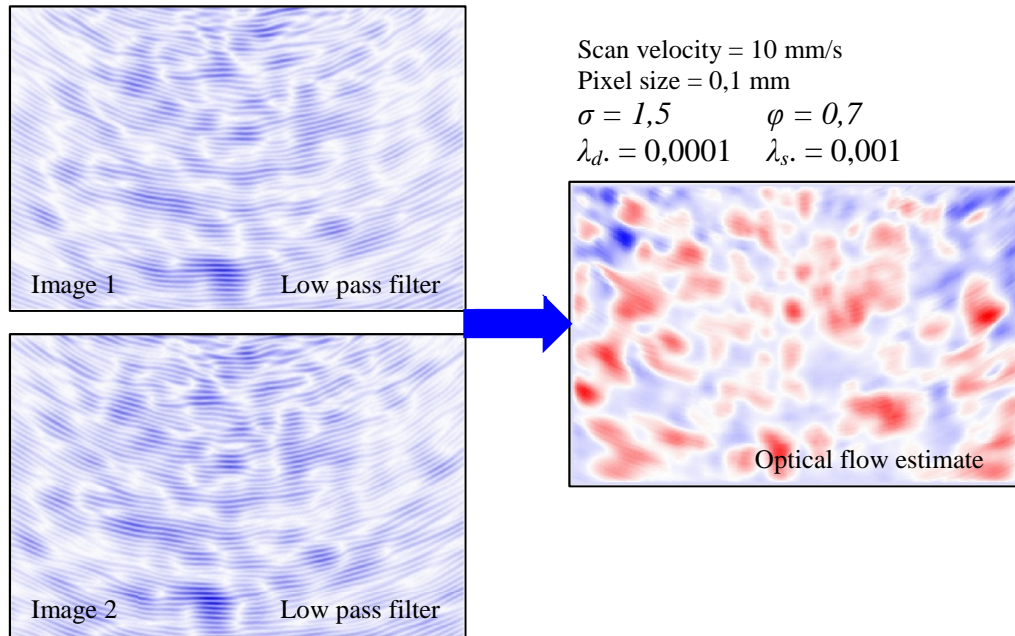 Image 1 Low pass filter
Image 2 Low pass filter
Scan velocity = 10 mm/s
Pixel size = 0,1 mm
σ = 1,5 φ = 0,7
λd. = 0,0001 λs. = 0,001
Optical flow estimate